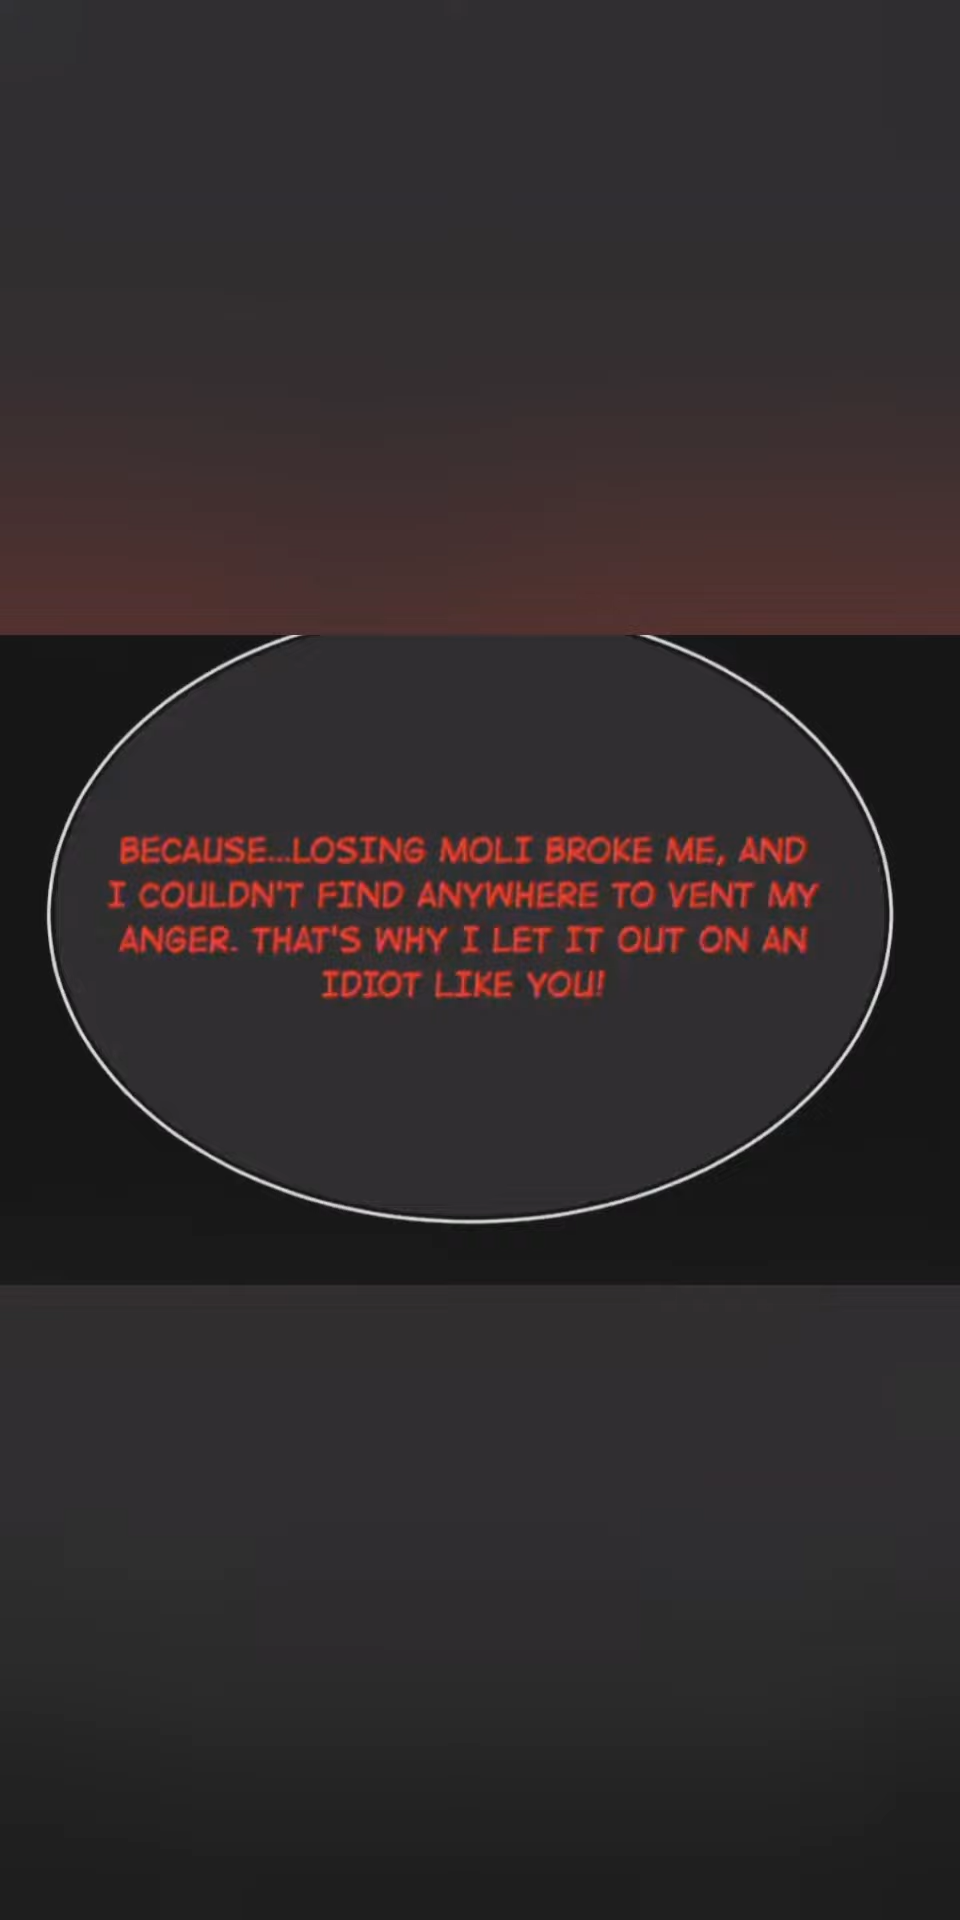 BECAUSE...LOSING MOLI BROKE ME, AND
I COULDN'T FIND ANYWHERE TO VENT MY
ANGER. THAT'S WHY I LET IT OUT ON AN
IDIOT LIKE YOU!